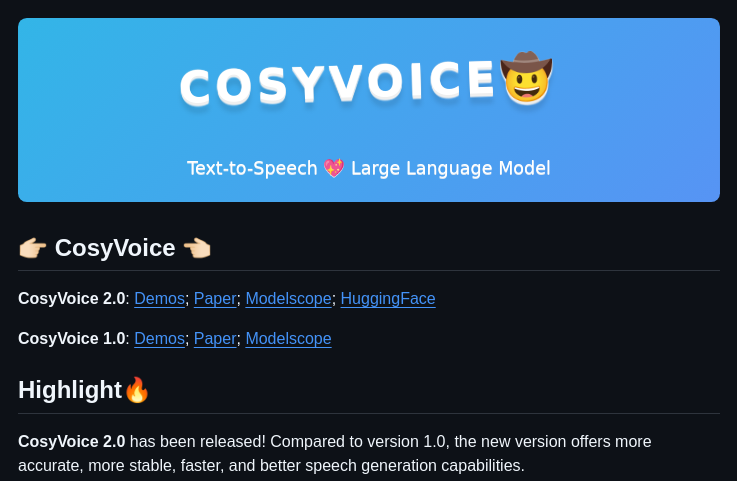 COSYVOICE🤠
Text-to-Speech 💖 Large Language Model
👉🏻 CosyVoice 👈🏻
CosyVoice 2.0: Demos; Paper; Modelscope; HuggingFace
CosyVoice 1.0: Demos; Paper; Modelscope
Highlight🔥
CosyVoice 2.0 has been released! Compared to version 1.0, the new version offers more
accurate, more stable, faster, and better speech generation capabilities.